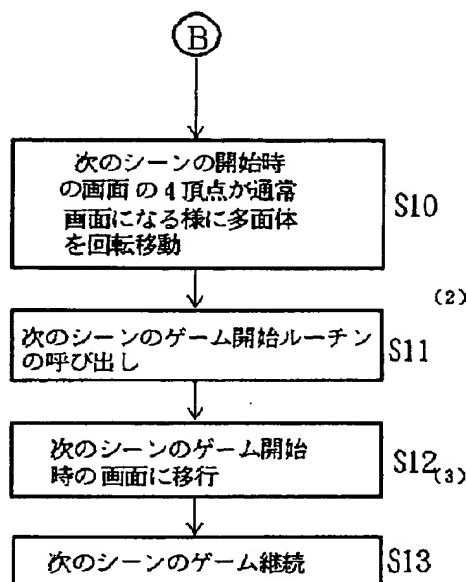 B
次のシーンの開始時
の画面の4頂点が通常
画面になる様に多面体
を回転移動
S10
(2)
次のシーンのゲーム開始ルーチン
の呼び出し
S11
次のシーンのゲーム開始
時の画面に移行
S12
(3)
次のシーンのゲーム継続
S13